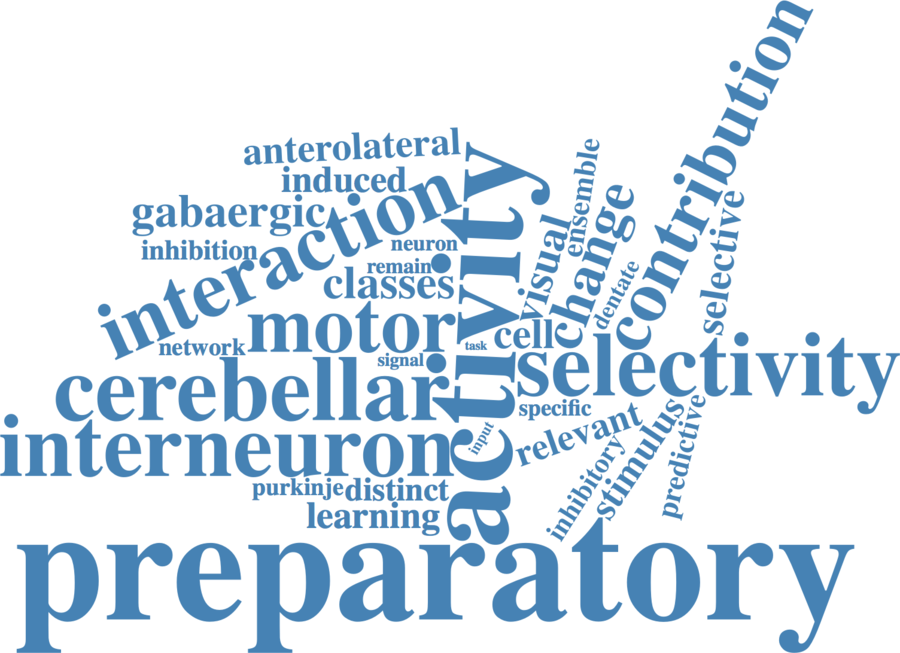 contribution
anterolateral
induced
gabaergic
interaction
inhibition
neuron
remain
classes
activity
visual
ensemble
change
dentate
selective
motor
network
signal
task
cell
selectivity
cerebellar
specific
interneuron
input
relevant
stimulus
predictive
inhibitory
purkinje
distinct
learning
preparatory